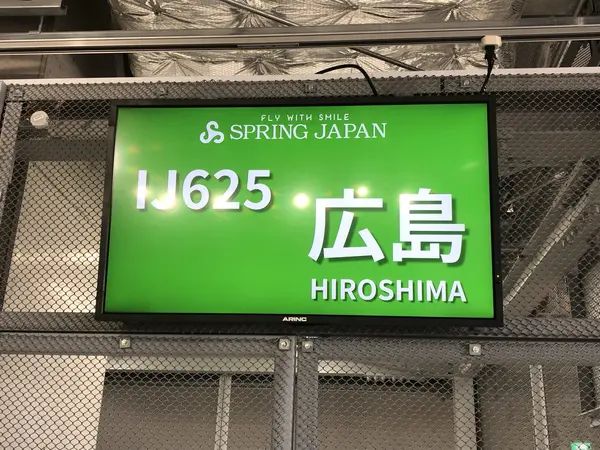 FLY WITH SMILE
SPRING JAPAN
IJ625
広島
HIROSHIMA
ARINC